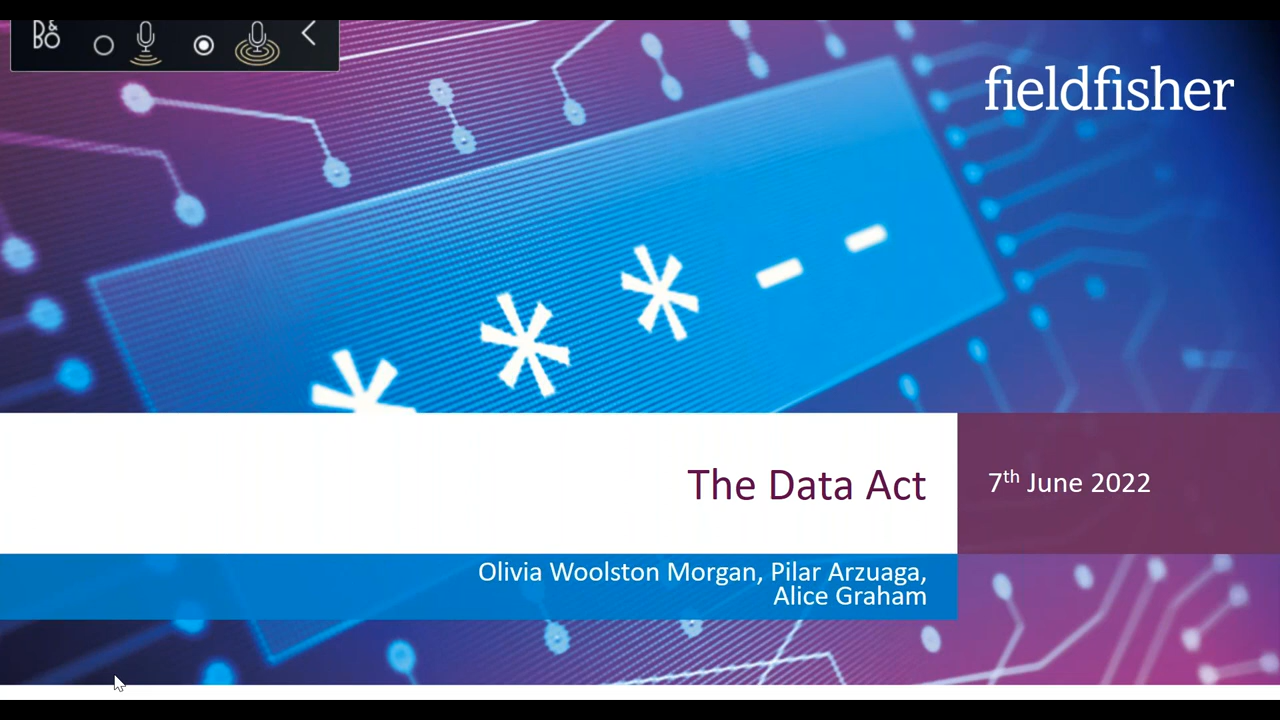 B&O
fieldfisher
The Data Act
7th June 2022
Olivia Woolston Morgan, Pilar Arzuaga,
Alice Graham